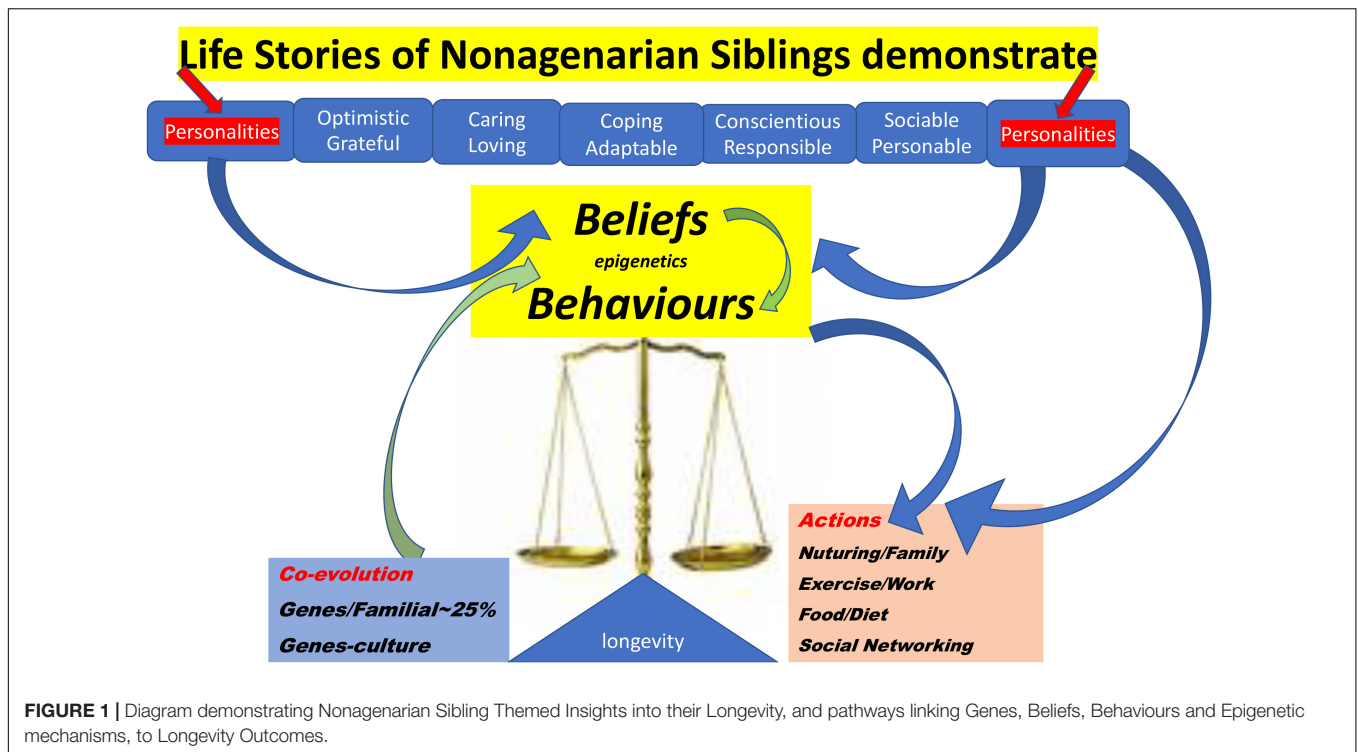 Life Stories of Nonagenarian Siblings demonstrate
Personalities
Optimistic
Grateful
Caring
Loving
Coping
Adaptable
Conscientious
Responsible
Sociable
Personable
Personalities
Beliefs
epigenetics
Behaviours
Co-evolution
Genes/Familial~25%
Genes-culture
longevity
Actions
Nuturing/Family
Exercise/Work
Food/Diet
Social Networking
FIGURE 1 | Diagram demonstrating Nonagenarian Sibling Themed Insights into their Longevity, and pathways linking Genes, Beliefs, Behaviours and Epigenetic
mechanisms, to Longevity Outcomes.